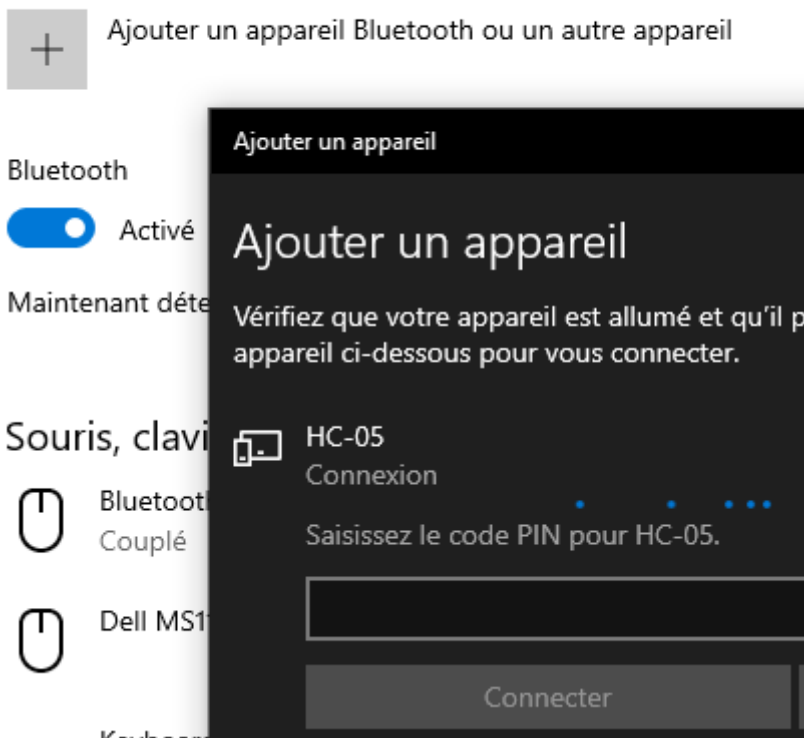 Ajouter un appareil Bluetooth ou un autre appareil
Ajouter un appareil
Bluetooth
Activé
Ajouter un appareil
Maintenant déte
Vérifiez que votre appareil est allumé et qu'il p
appareil ci-dessous pour vous connecter.
Souris, clavi
HC-05
Connexion
Bluetoot
Couplé
Saisissez le code PIN pour HC-05.
Dell MS1
Connecter